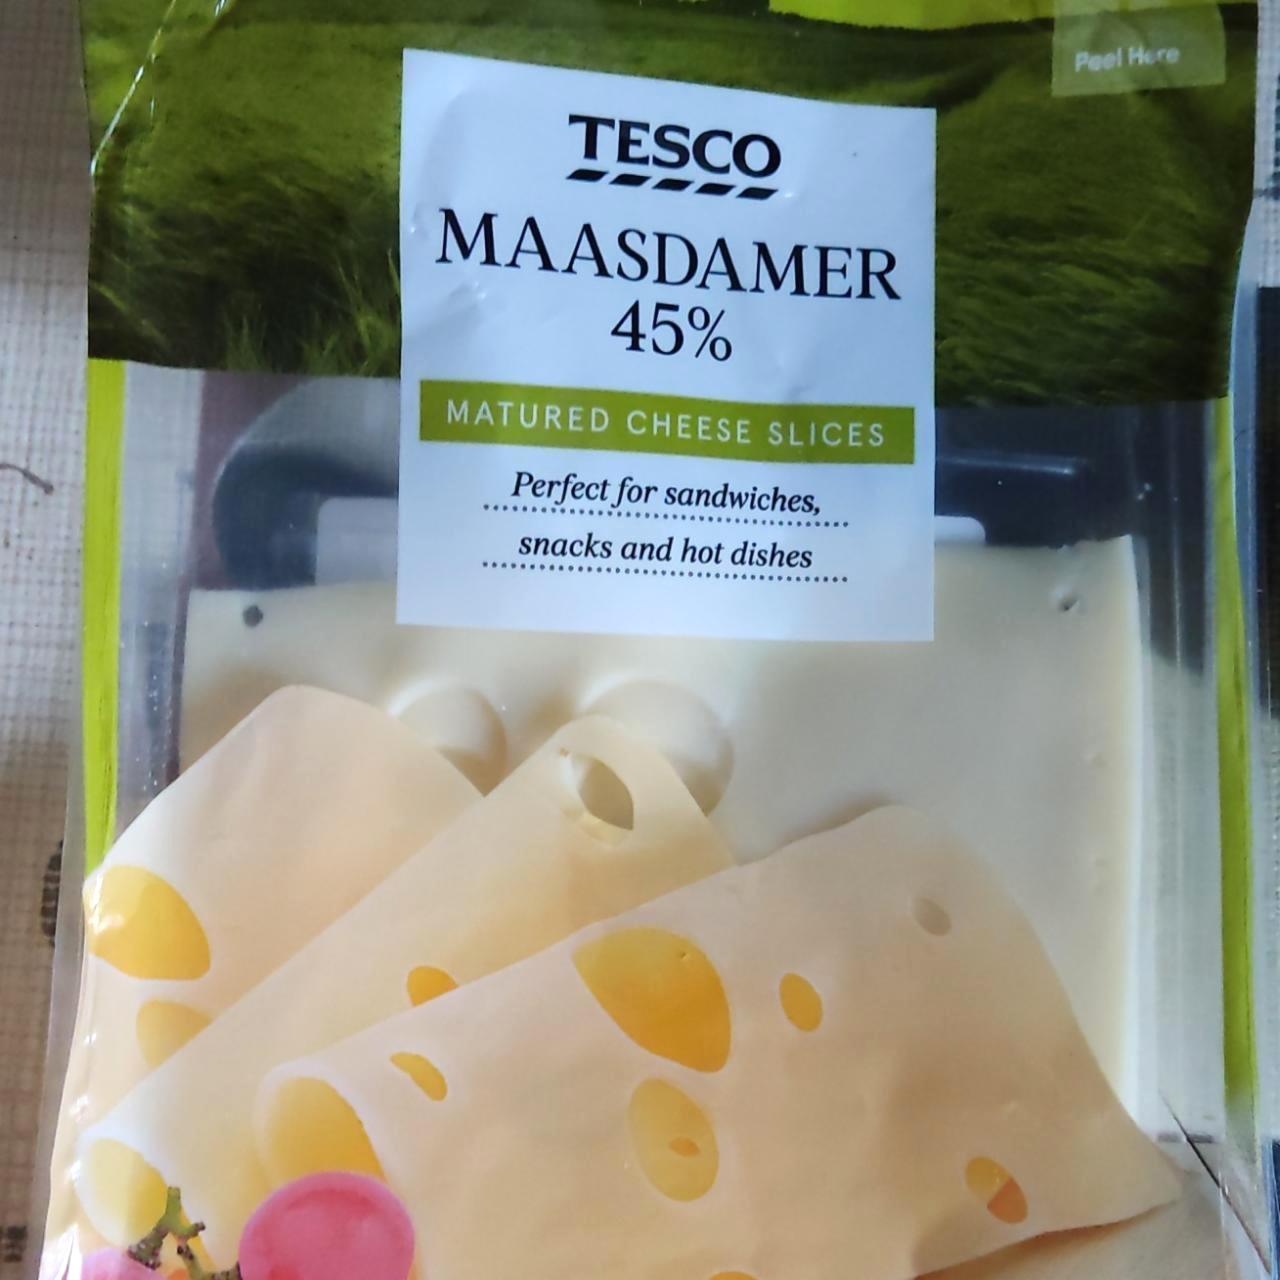 Peel Here
TESCO
MAASDAMER
45%
MATURED CHEESE SLICES
Perfect for sandwiches,
snacks and hot dishes